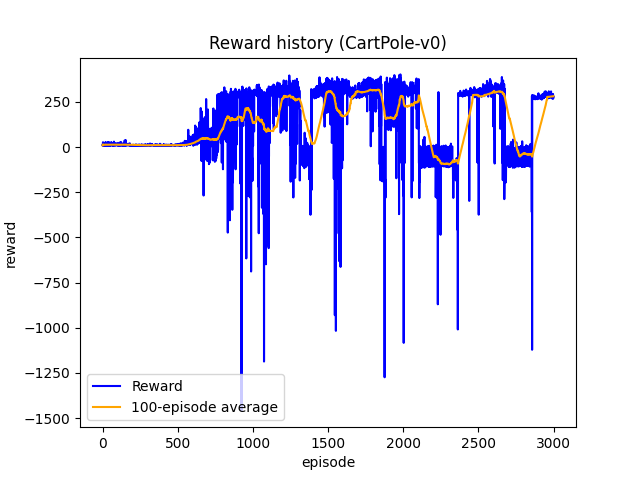 Reward history (CartPole-v0)
250
0
−250
−500
−750
−1000
−1250
−1500
reward
Reward
100-episode average
0 500 1000 1500 2000 2500 3000
episode